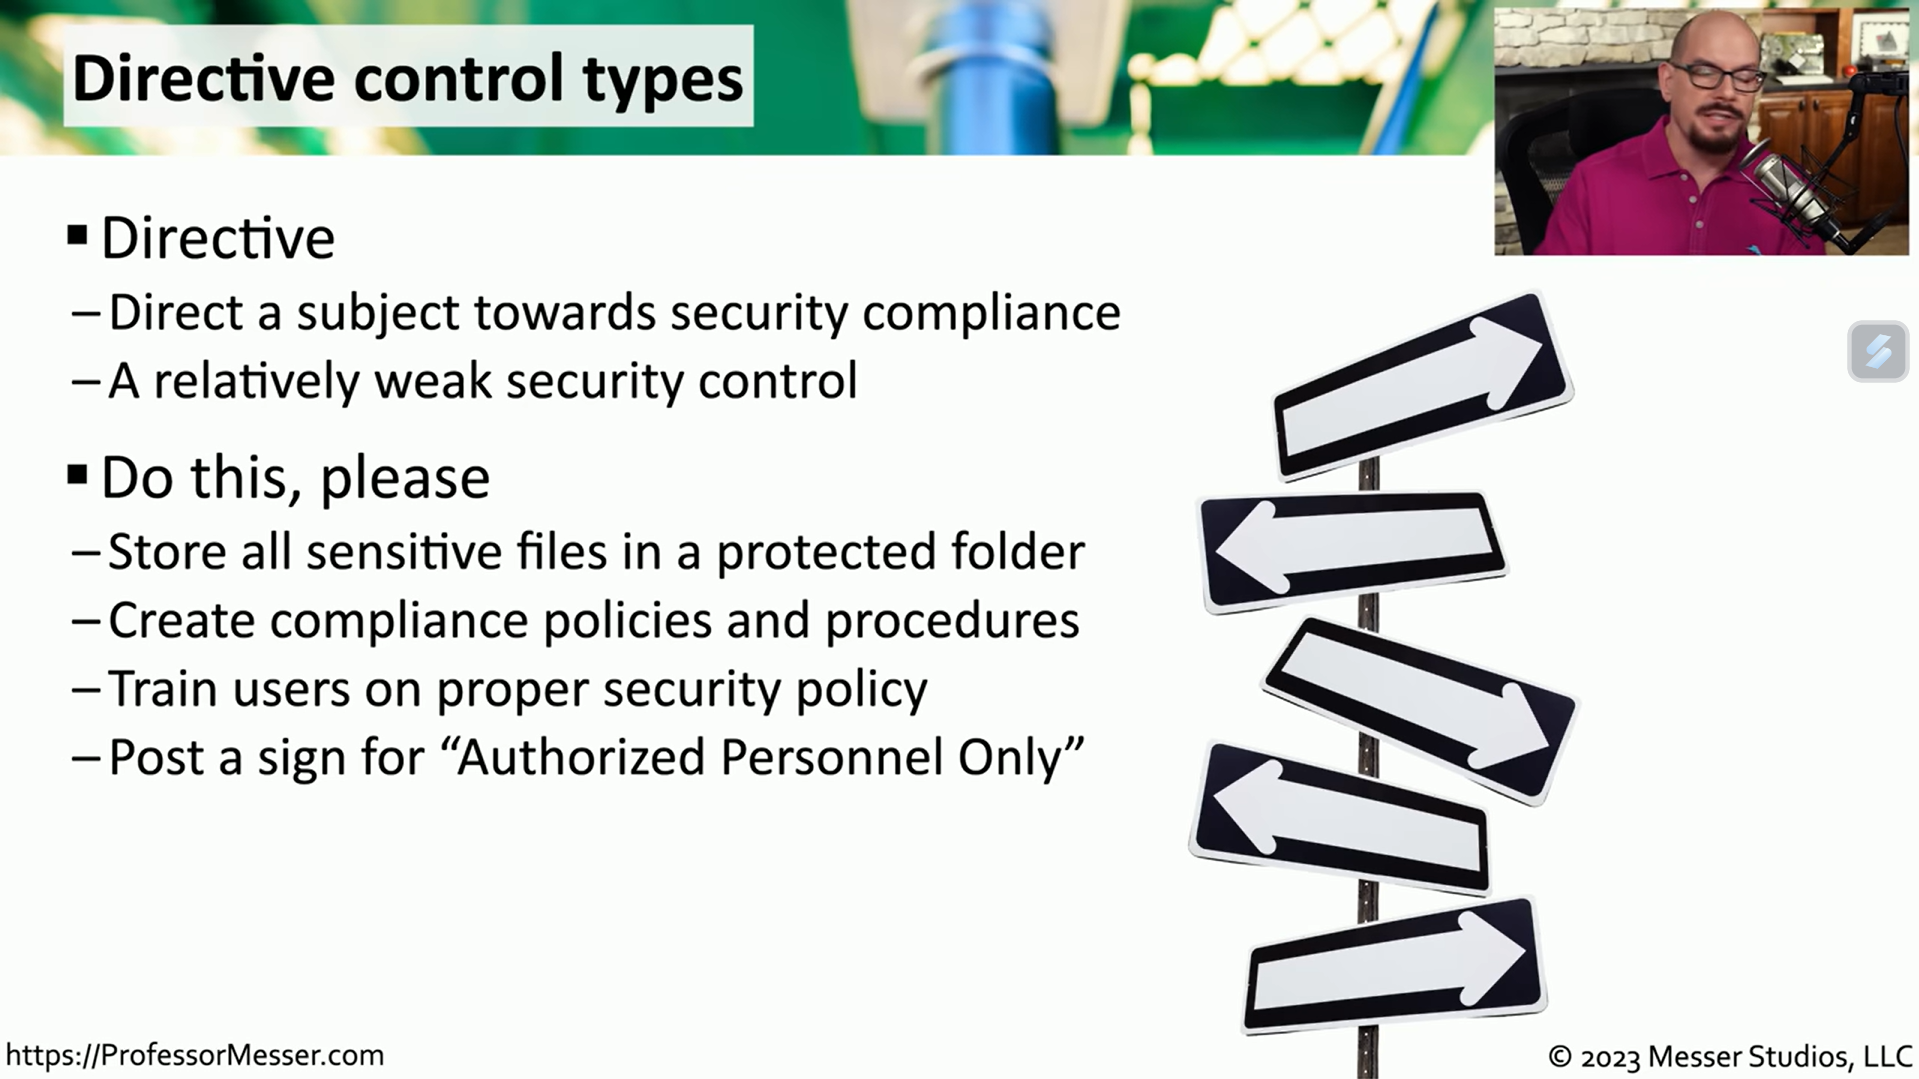 Directive control types
▪ Directive
– Direct a subject towards security compliance
– A relatively weak security control
▪ Do this, please
– Store all sensitive files in a protected folder
– Create compliance policies and procedures
– Train users on proper security policy
– Post a sign for “Authorized Personnel Only”
https://ProfessorMesser.com
© 2023 Messer Studios, LLC